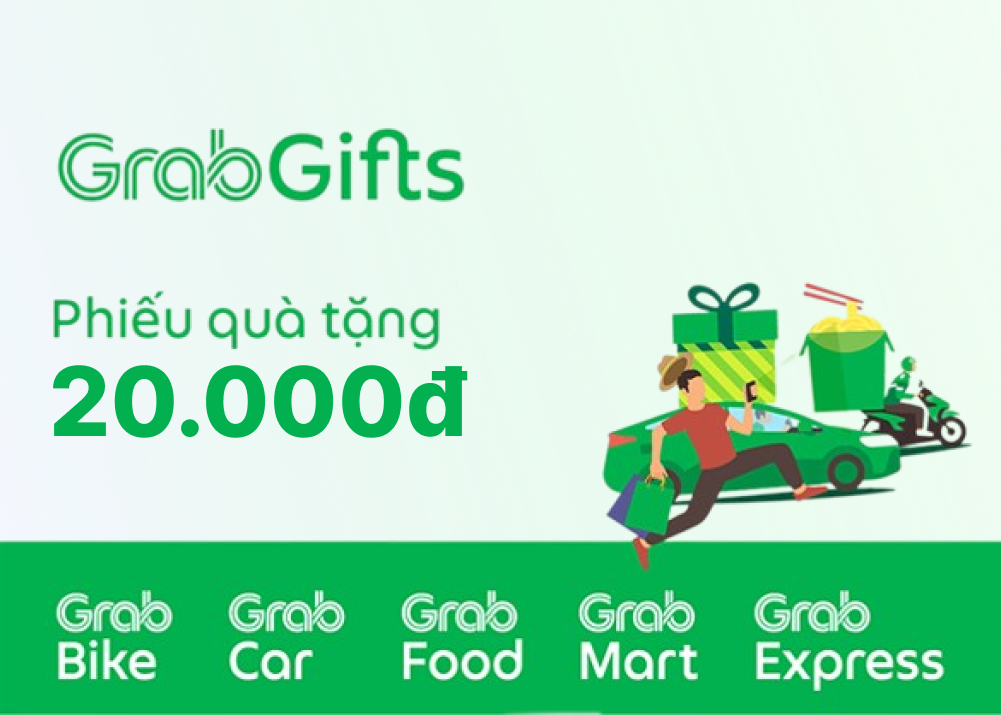 GrabGifts
Phiếu quà tặng
20.000đ
Grab Grab Grab Grab Grab
Bike Car Food Mart Express